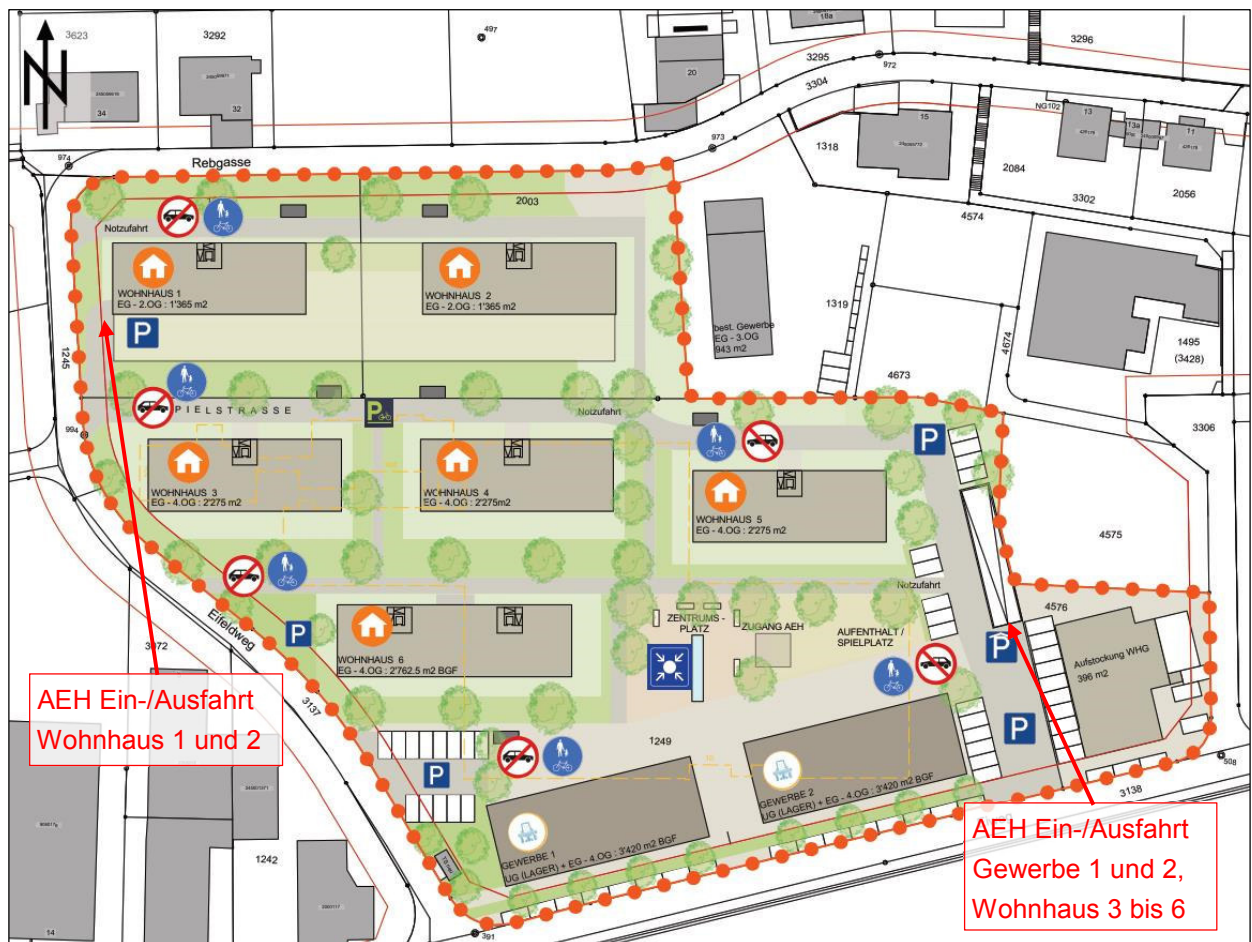 3623
3292
497
18a
3296
3295
972
3304
20
N
34
32
NG102
13
13a
11
15
974
Rebgasse
973
1318
2084
3302
2056
2003
4574
Notzufahrt
WOHNHAUS 1
EG - 2.OG : 1'365 m2
WOHNHAUS 2
EG - 2.OG : 1'365 m2
best. Gewerbe
EG - 3.OG
943 m2
1319
4674
1495
(3428)
1245
P
4673
PIELSTRASSE
P
Notzufahrt
994
P
3306
WOHNHAUS 3
EG - 4.OG : 2'275 m2
WOHNHAUS 4
EG - 4.OG : 2'275m2
WOHNHAUS 5
EG - 4.OG : 2'275 m2
4575
Notzufahrt
Eifeldweg
P
ZENTRUMS -
PLATZ
ZUGANG AEH
AUFENTHALT /
SPIELPLATZ
4576
3072
WOHNHAUS 6
EG - 4.OG : 2'762.5 m2 BGF
P
Aufstockung WHG
396 m2
AEH Ein-/Ausfahrt
Wohnhaus 1 und 2
3137
1249
P
P
508
3138
GEWERBE 2
UG (LAGER) + EG - 4.OG : 3'420 m2 BGF
GEWERBE 1
UG (LAGER) + EG - 4.OG : 3'420 m2 BGF
AEH Ein-/Ausfahrt
Gewerbe 1 und 2,
Wohnhaus 3 bis 6
1242
14
391